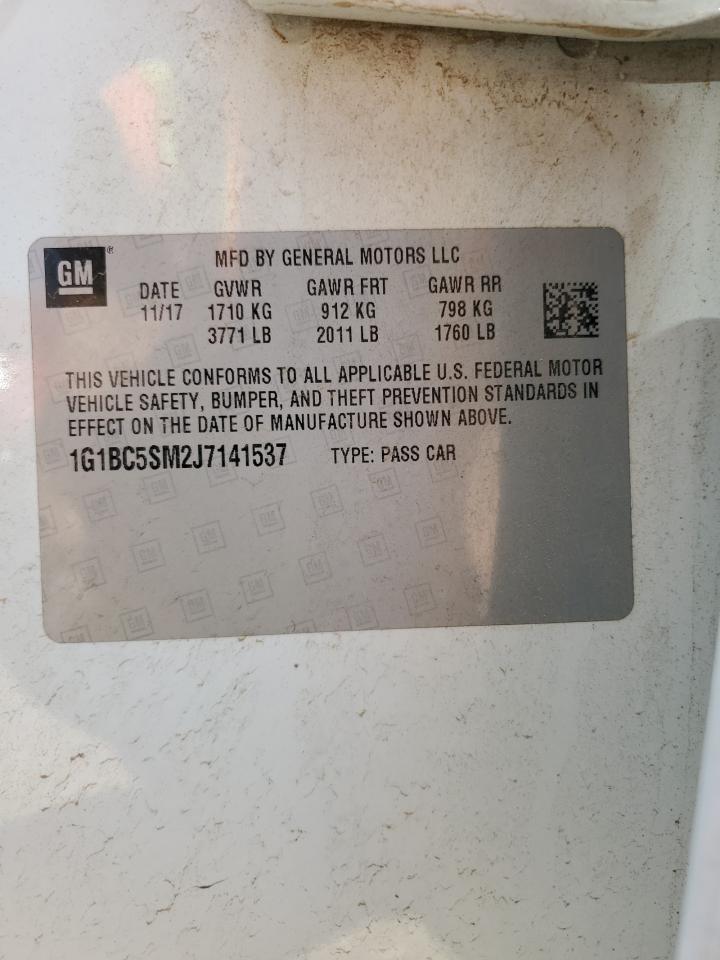 GM ®
MFD BY GENERAL MOTORS LLC
DATE GVWR GAWR FRT GAWR RR
11/17 1710 KG 912 KG 798 KG
3771 LB 2011 LB 1760 LB
THIS VEHICLE CONFORMS TO ALL APPLICABLE U.S. FEDERAL MOTOR
VEHICLE SAFETY, BUMPER, AND THEFT PREVENTION STANDARDS IN
EFFECT ON THE DATE OF MANUFACTURE SHOWN ABOVE.
1G1BC5SM2J7141537 TYPE: PASS CAR